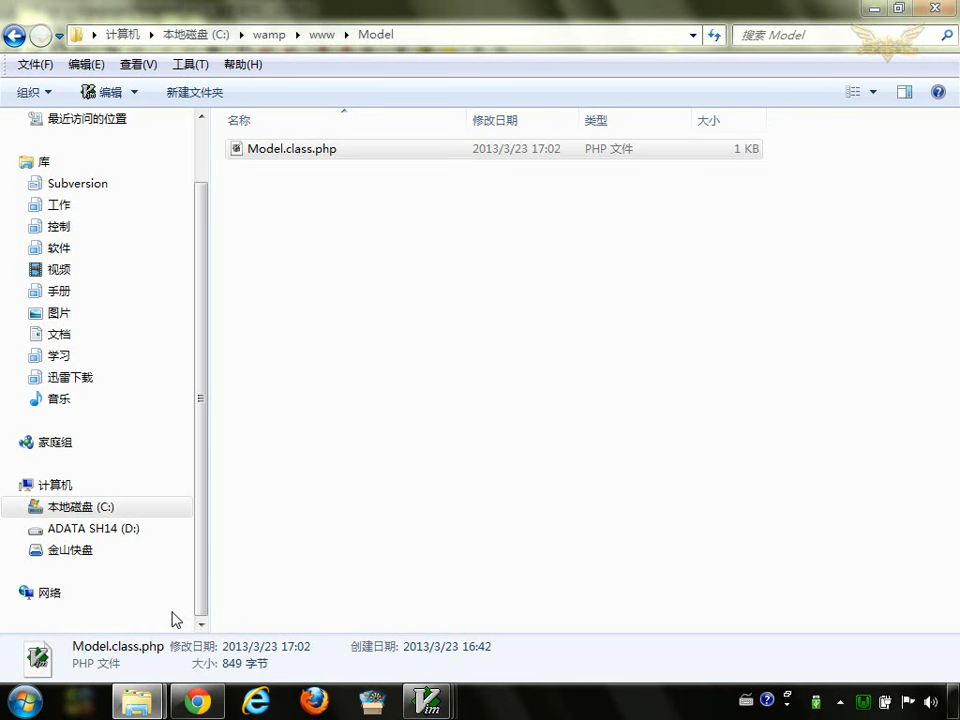 计算机 本地磁盘 (C:) wamp www Model
搜索 Model
文件(F) 编辑(E) 查看(V) 工具(T) 帮助(H)
组织 编辑 新建文件夹
名称 修改日期 类型 大小
Model.class.php 2013/3/23 17:02 PHP 文件 1 KB
最近访问的位置
库
Subversion
工作
控制
软件
视频
手册
图片
文档
学习
迅雷下载
音乐
家庭组
计算机
本地磁盘 (C:)
ADATA SH14 (D:)
金山快盘
网络
Model.class.php 修改日期: 2013/3/23 17:02 创建日期: 2013/3/23 16:42
PHP 文件 大小: 849 字节